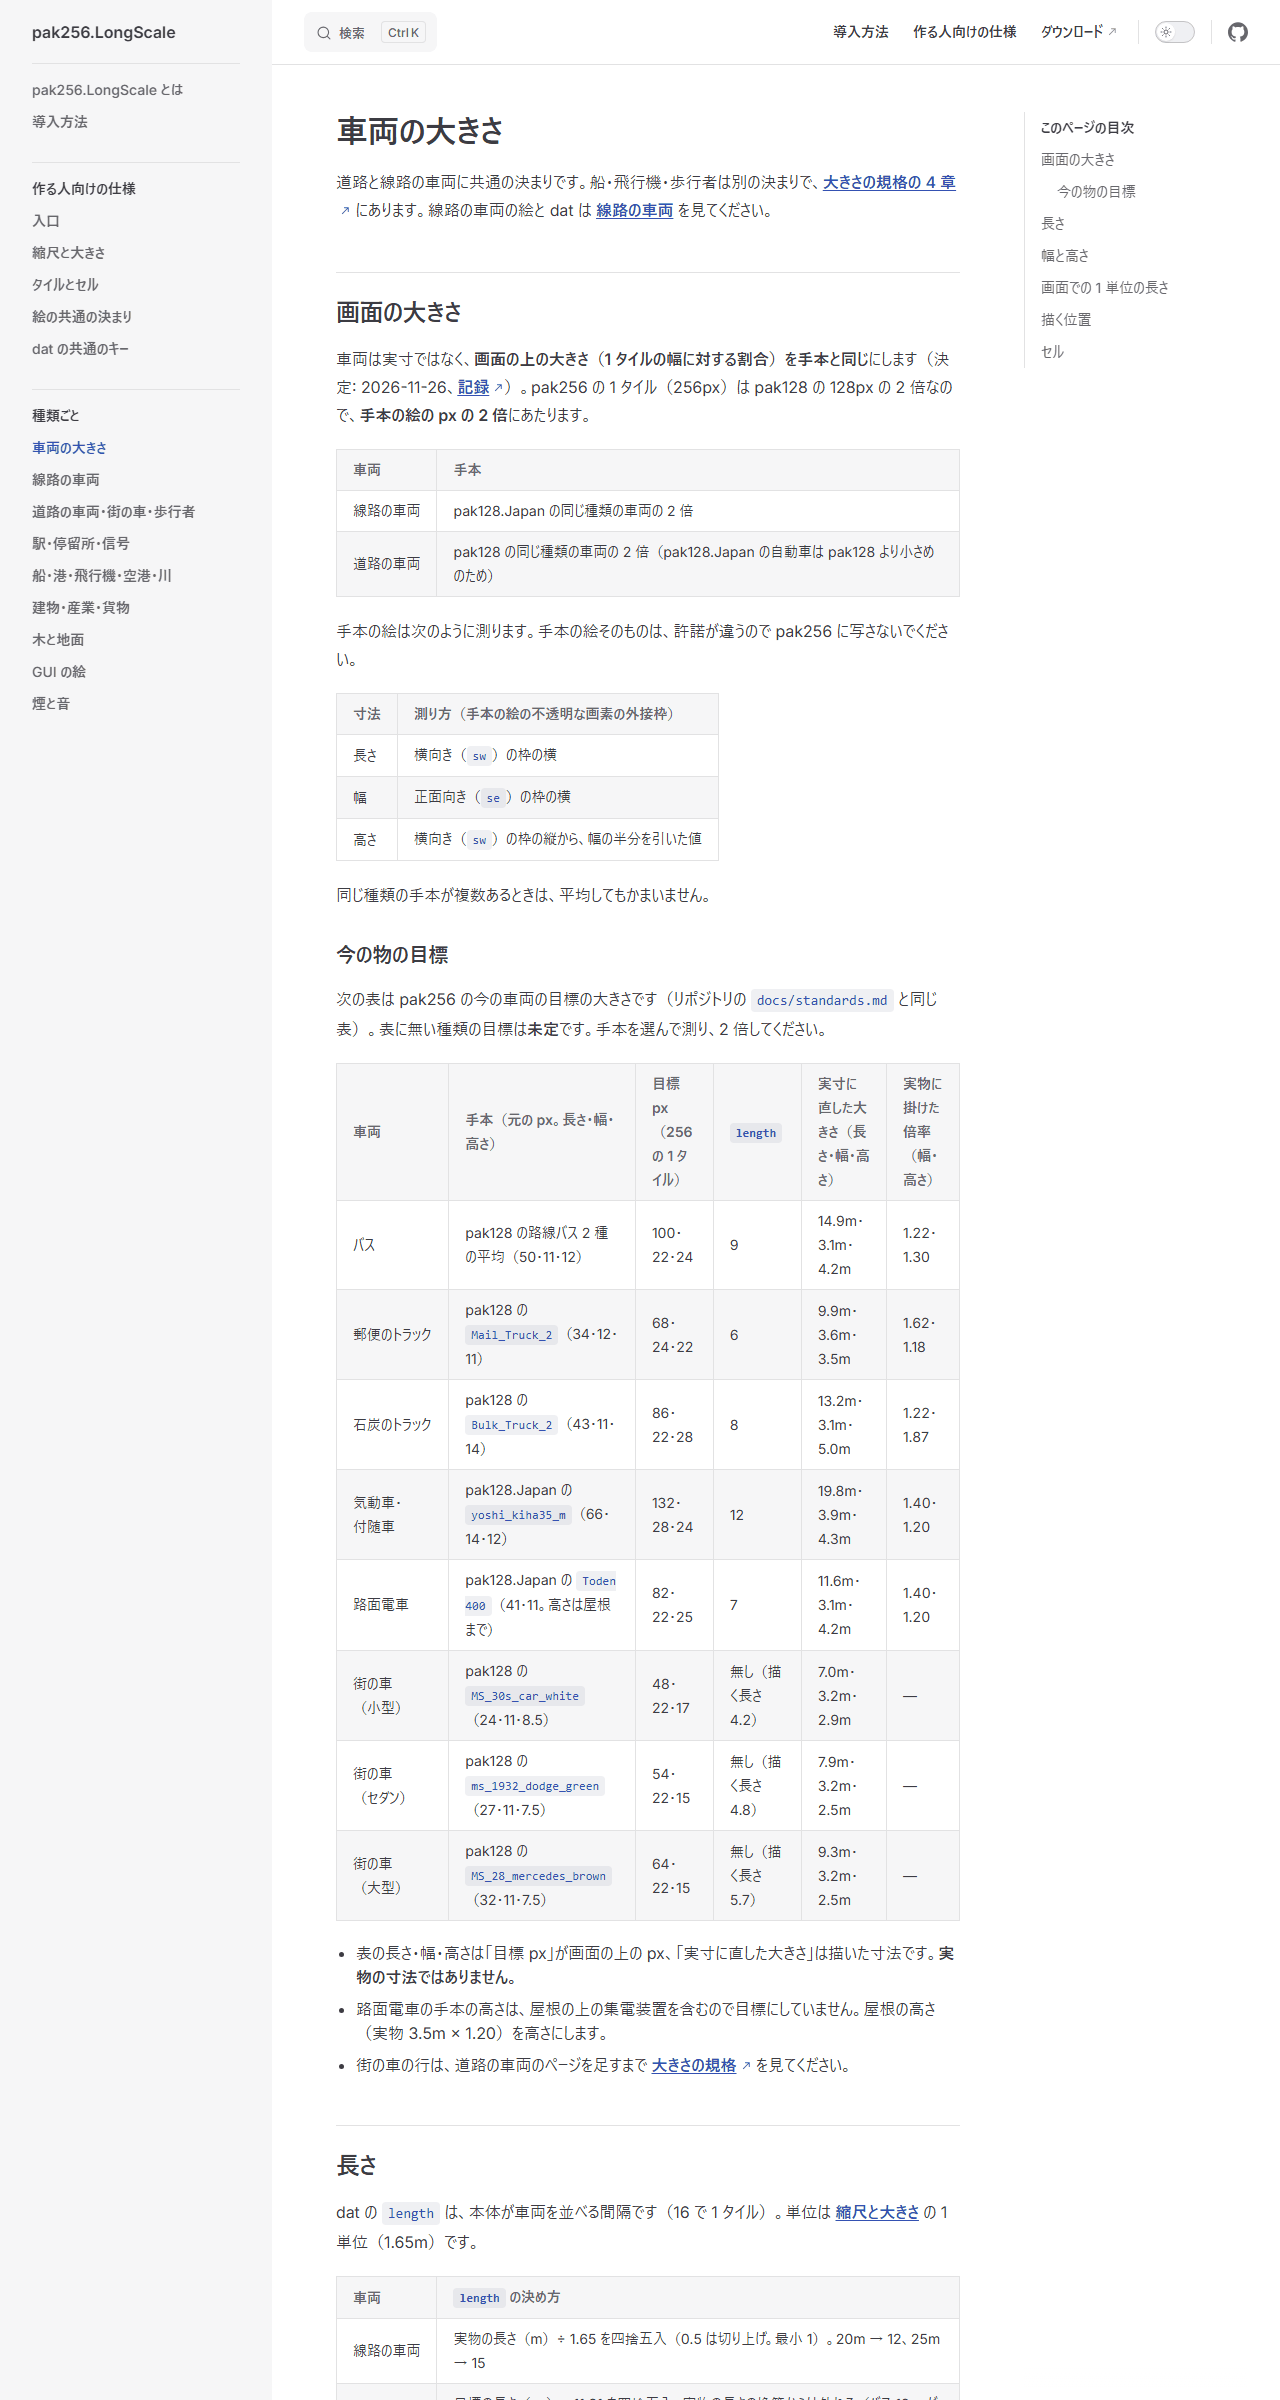 pak256.LongScale
検索
Ctrl K
導入方法
作る人向けの仕様
ダウンロード
pak256.LongScale とは
導入方法
作る人向けの仕様
入口
縮尺と大きさ
タイルとセル
絵の共通の決まり
dat の共通のキー
種類ごと
車両の大きさ
線路の車両
道路の車両・街の車・歩行者
駅・停留所・信号
船・港・飛行機・空港・川
建物・産業・貨物
木と地面
GUI の絵
煙と音
車両の大きさ
道路と線路の車両に共通の決まりです。船・飛行機・歩行者は別の決まりで、大きさの規格の 4 章
にあります。線路の車両の絵と dat は 線路の車両 を見てください。
画面の大きさ
車両は実寸ではなく、画面の上の大きさ（1 タイルの幅に対する割合）を手本と同じにします（決
定: 2026-11-26、記録）。pak256 の 1 タイル（256px）は pak128 の 128px の 2 倍なの
で、手本の絵の px の 2 倍にあたります。
車両
手本
線路の車両
pak128.Japan の同じ種類の車両の 2 倍
道路の車両
pak128 の同じ種類の車両の 2 倍（pak128.Japan の自動車は pak128 より小さめ
のため）
手本の絵は次のように測ります。手本の絵そのものは、許諾が違うので pak256 に写さないでくださ
い。
寸法
測り方（手本の絵の不透明な画素の外接枠）
長さ
横向き（sw）の枠の横
幅
正面向き（se）の枠の横
高さ
横向き（sw）の枠の縦から、幅の半分を引いた値
同じ種類の手本が複数あるときは、平均してもかまいません。
今の物の目標
次の表は pak256 の今の車両の目標の大きさです（リポジトリの docs/standards.md と同じ
表）。表に無い種類の目標は未定です。手本を選んで測り、2 倍してください。
車両
手本（元の px。長さ・幅・
高さ）
目標
px
（256
の 1 タ
イル）
length
実寸に
直した大
きさ（長
さ・幅・高
さ）
実物に
掛けた
倍率
（幅・
高さ）
バス
pak128 の路線バス 2 種
の平均（50・11・12）
100・
22・24
9
14.9m・
3.1m・
4.2m
1.22・
1.30
郵便のトラック
pak128 の
Mail_Truck_2（34・12・
11）
68・
24・22
6
9.9m・
3.6m・
3.5m
1.62・
1.18
石炭のトラック
pak128 の
Bulk_Truck_2（43・11・
14）
86・
22・28
8
13.2m・
3.1m・
5.0m
1.22・
1.87
気動車・
付随車
pak128.Japan の
yoshi_kiha35_m（66・
14・12）
132・
28・24
12
19.8m・
3.9m・
4.3m
1.40・
1.20
路面電車
pak128.Japan の Toden
400（41・11。高さは屋根
まで）
82・
22・25
7
11.6m・
3.1m・
4.2m
1.40・
1.20
街の車
（小型）
pak128 の
MS_30s_car_white
（24・11・8.5）
48・
22・17
無し（描
く長さ
4.2）
7.0m・
3.2m・
2.9m
—
街の車
（セダン）
pak128 の
ms_1932_dodge_green
（27・11・7.5）
54・
22・15
無し（描
く長さ
4.8）
7.9m・
3.2m・
2.5m
—
街の車
（大型）
pak128 の
MS_28_mercedes_brown
（32・11・7.5）
64・
22・15
無し（描
く長さ
5.7）
9.3m・
3.2m・
2.5m
—
• 表の長さ・幅・高さは「目標 px」が画面の上の px、「実寸に直した大きさ」は描いた寸法です。実
物の寸法ではありません。
• 路面電車の手本の高さは、屋根の上の集電装置を含むので目標にしていません。屋根の高さ
（実物 3.5m × 1.20）を高さにします。
• 街の車の行は、道路の車両のページを足すまで 大きさの規格 を見てください。
長さ
dat の length は、本体が車両を並べる間隔です（16 で 1 タイル）。単位は 縮尺と大きさ の 1
単位（1.65m）です。
車両
length の決め方
線路の車両
実物の長さ（m）÷ 1.65 を四捨五入（0.5 は切り上げ。最小 1）。20m → 12、25m
→ 15
このページの目次
画面の大きさ
今の物の目標
長さ
幅と高さ
画面での 1 単位の長さ
描く位置
セル